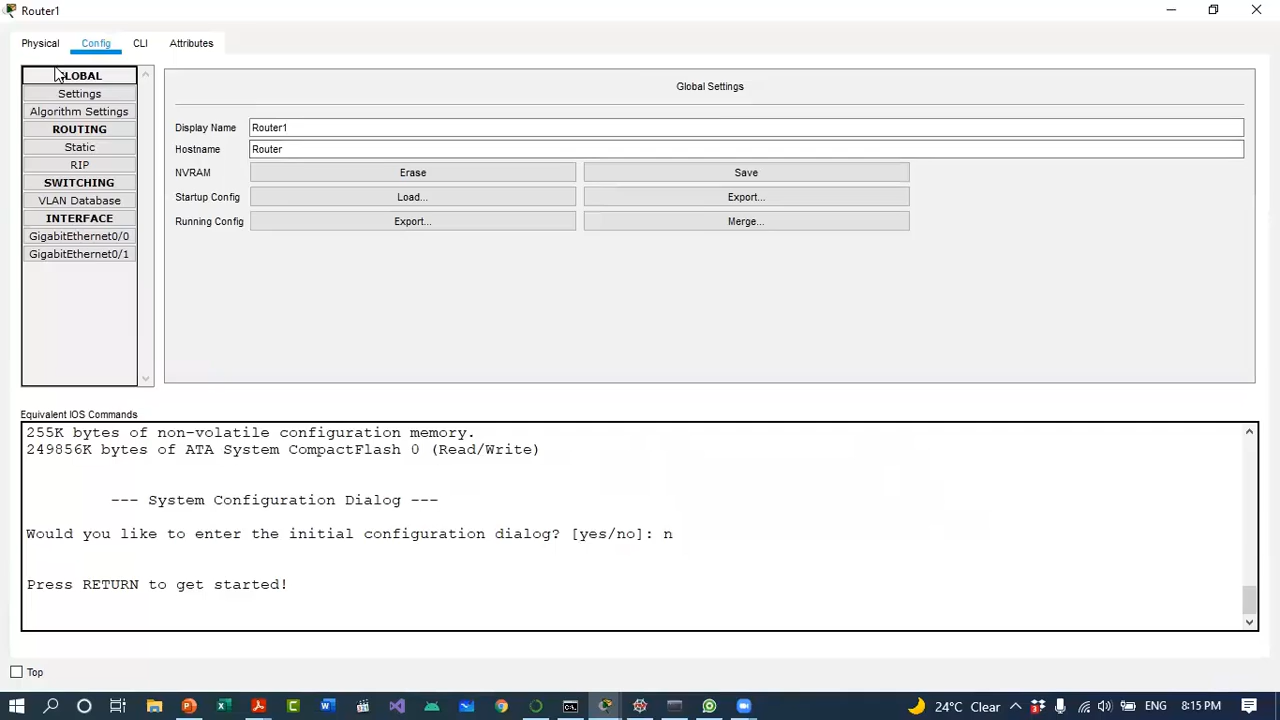 Router1
Physical
Config
CLI
Attributes
GLOBAL
Settings
Algorithm Settings
ROUTING
Static
RIP
SWITCHING
VLAN Database
INTERFACE
GigabitEthernet0/0
GigabitEthernet0/1
Global Settings
Display Name Router1
Hostname Router
NVRAM Erase Save
Startup Config Load... Export...
Running Config Export... Merge...
Equivalent IOS Commands
255K bytes of non-volatile configuration memory.
249856K bytes of ATA System CompactFlash 0 (Read/Write)
--- System Configuration Dialog ---
Would you like to enter the initial configuration dialog? [yes/no]: n
Press RETURN to get started!
Top
24°C Clear ENG 8:15 PM